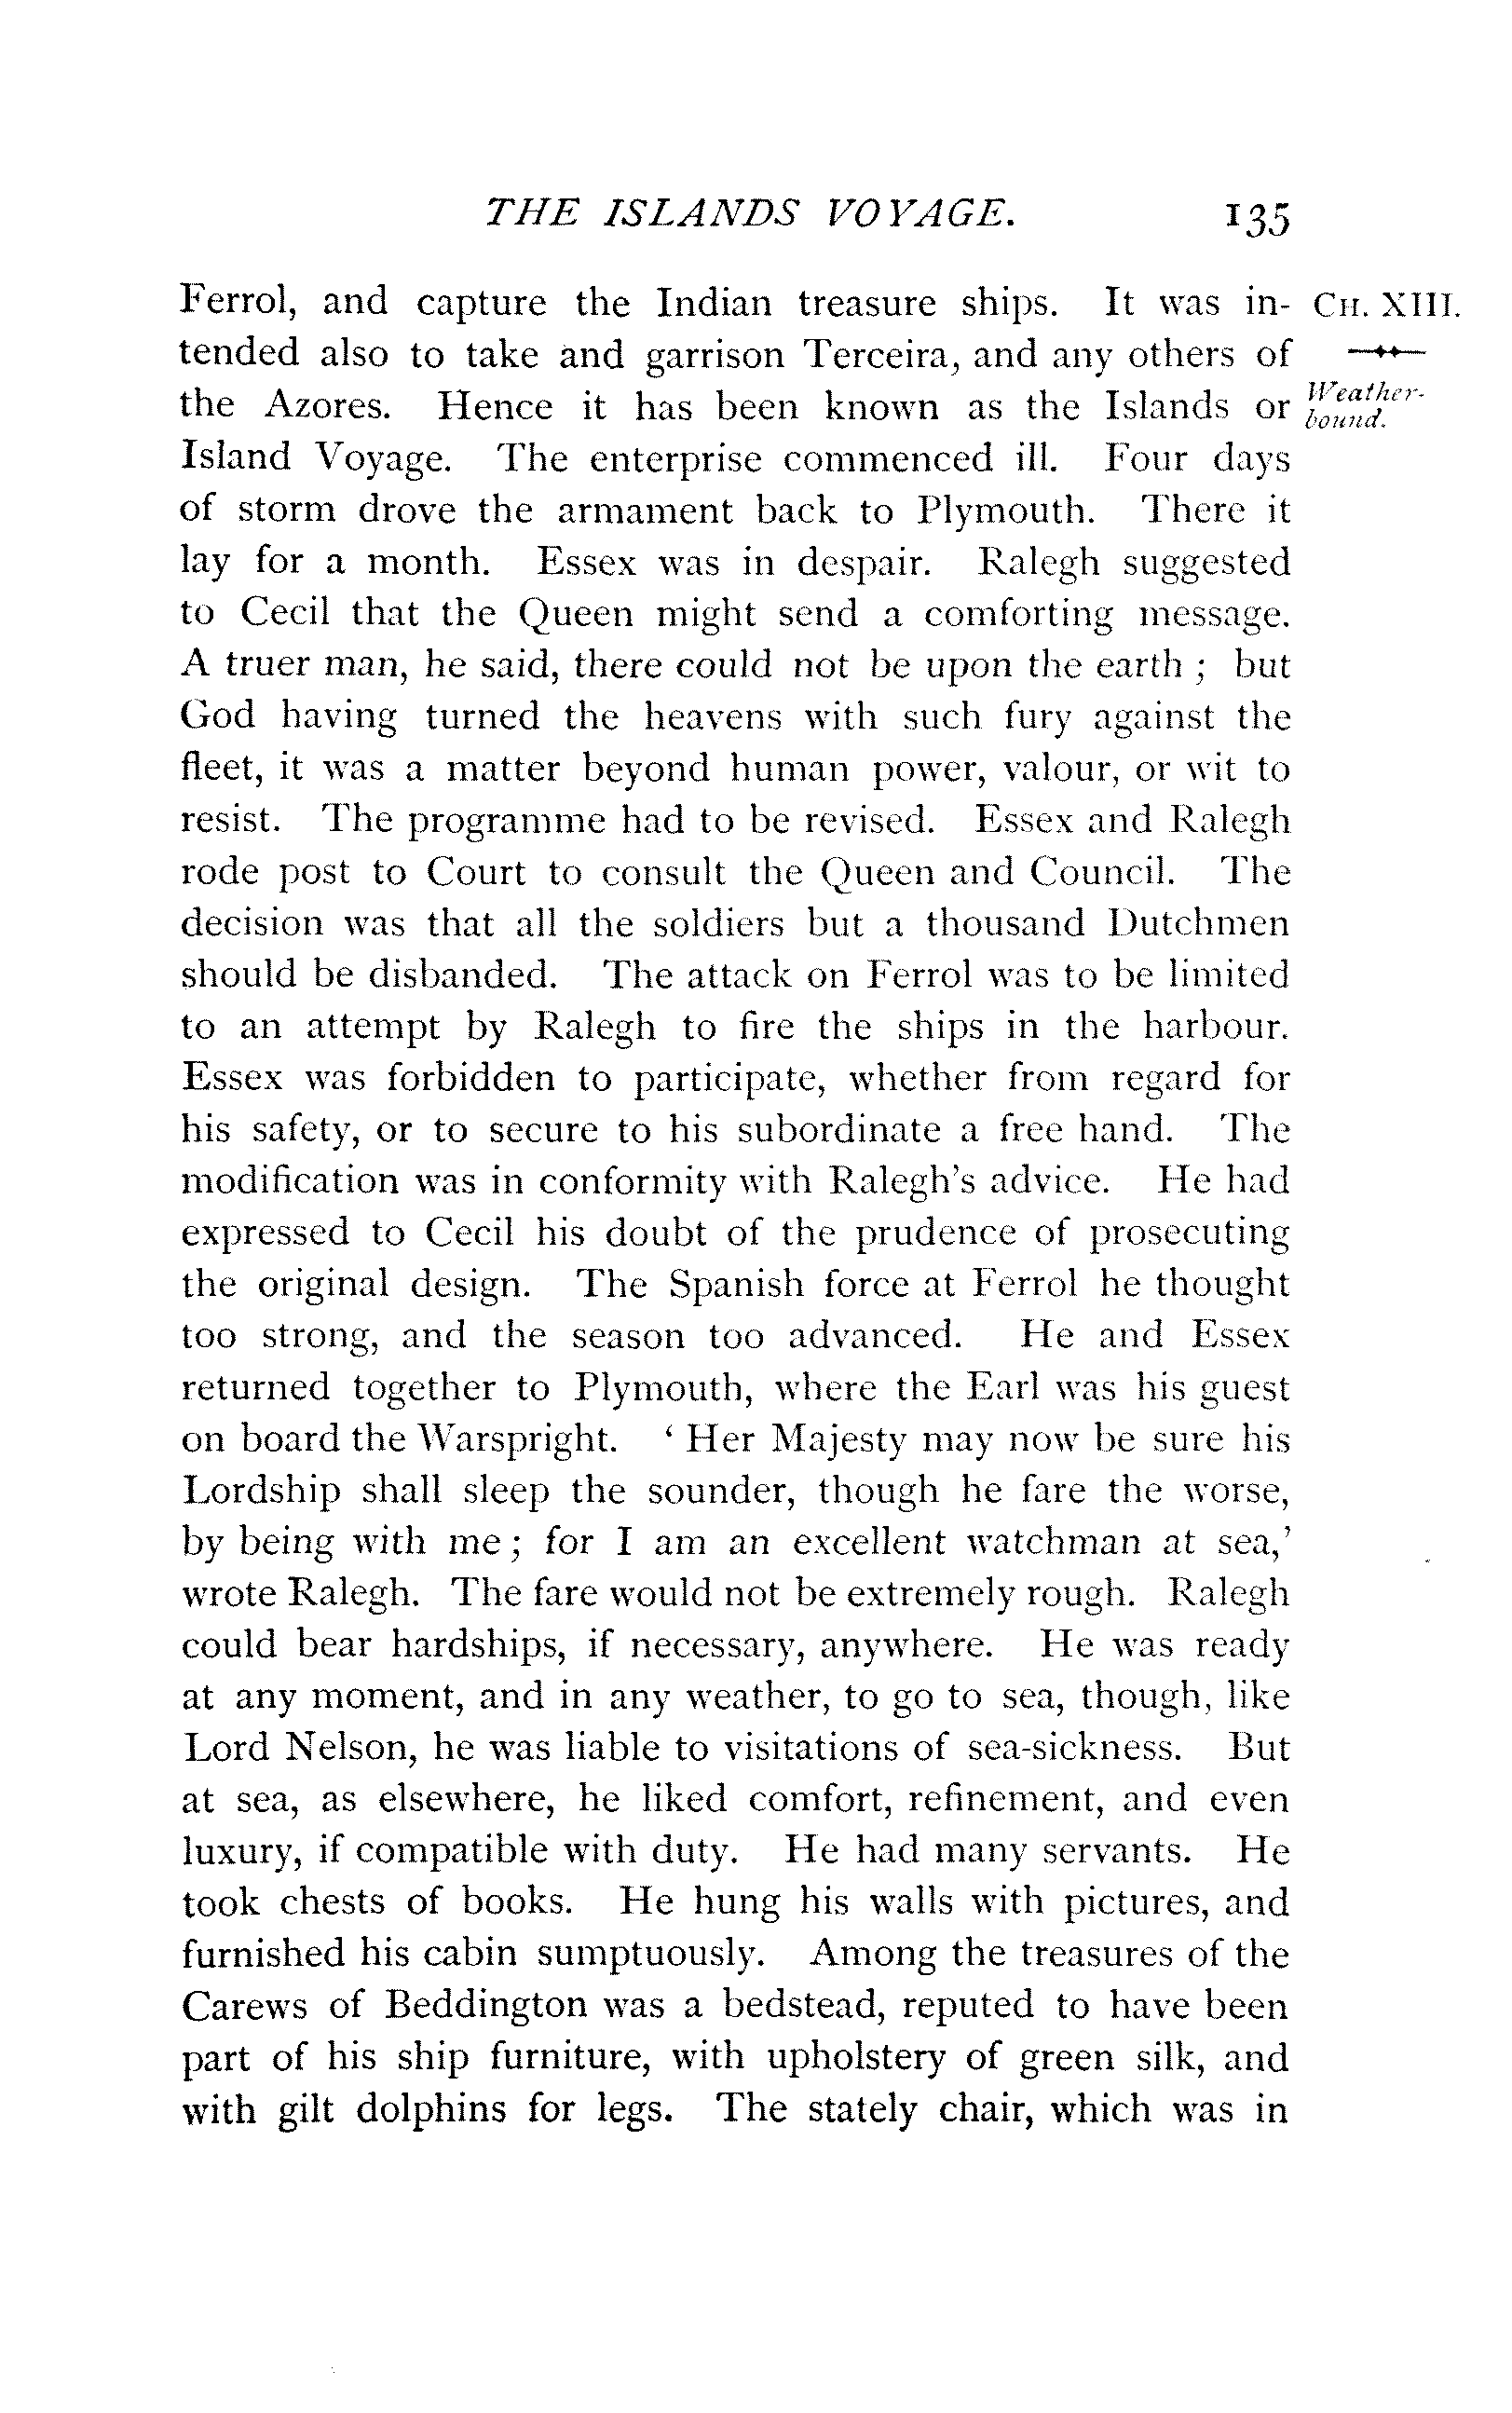 THE ISLANDS VOYAGE. 135
Ferrol, and capture the Indian treasure ships. It was in- CH. XIII.
tended also to take and garrison Terceira, and any others of
the Azores. Hence it has been known as the Islands or Weather-
bound.
Island Voyage. The enterprise commenced ill. Four days
of storm drove the armament back to Plymouth. There it
lay for a month. Essex was in despair. Ralegh suggested
to Cecil that the Queen might send a comforting message.
A truer man, he said, there could not be upon the earth ; but
God having turned the heavens with such fury against the
fleet, it was a matter beyond human power, valour, or wit to
resist. The programme had to be revised. Essex and Ralegh
rode post to Court to consult the Queen and Council. The
decision was that all the soldiers but a thousand Dutchmen
should be disbanded. The attack on Ferrol was to be limited
to an attempt by Ralegh to fire the ships in the harbour.
Essex was forbidden to participate, whether from regard for
his safety, or to secure to his subordinate a free hand. The
modification was in conformity with Ralegh's advice. He had
expressed to Cecil his doubt of the prudence of prosecuting
the original design. The Spanish force at Ferrol he thought
too strong, and the season too advanced. He and Essex
returned together to Plymouth, where the Earl was his guest
on board the Warspright. ‘ Her Majesty may now be sure his
Lordship shall sleep the sounder, though he fare the worse,
by being with me ; for I am an excellent watchman at sea,’
wrote Ralegh. The fare would not be extremely rough. Ralegh
could bear hardships, if necessary, anywhere. He was ready
at any moment, and in any weather, to go to sea, though, like
Lord Nelson, he was liable to visitations of sea-sickness. But
at sea, as elsewhere, he liked comfort, refinement, and even
luxury, if compatible with duty. He had many servants. He
took chests of books. He hung his walls with pictures, and
furnished his cabin sumptuously. Among the treasures of the
Carews of Beddington was a bedstead, reputed to have been
part of his ship furniture, with upholstery of green silk, and
with gilt dolphins for legs. The stately chair, which was in